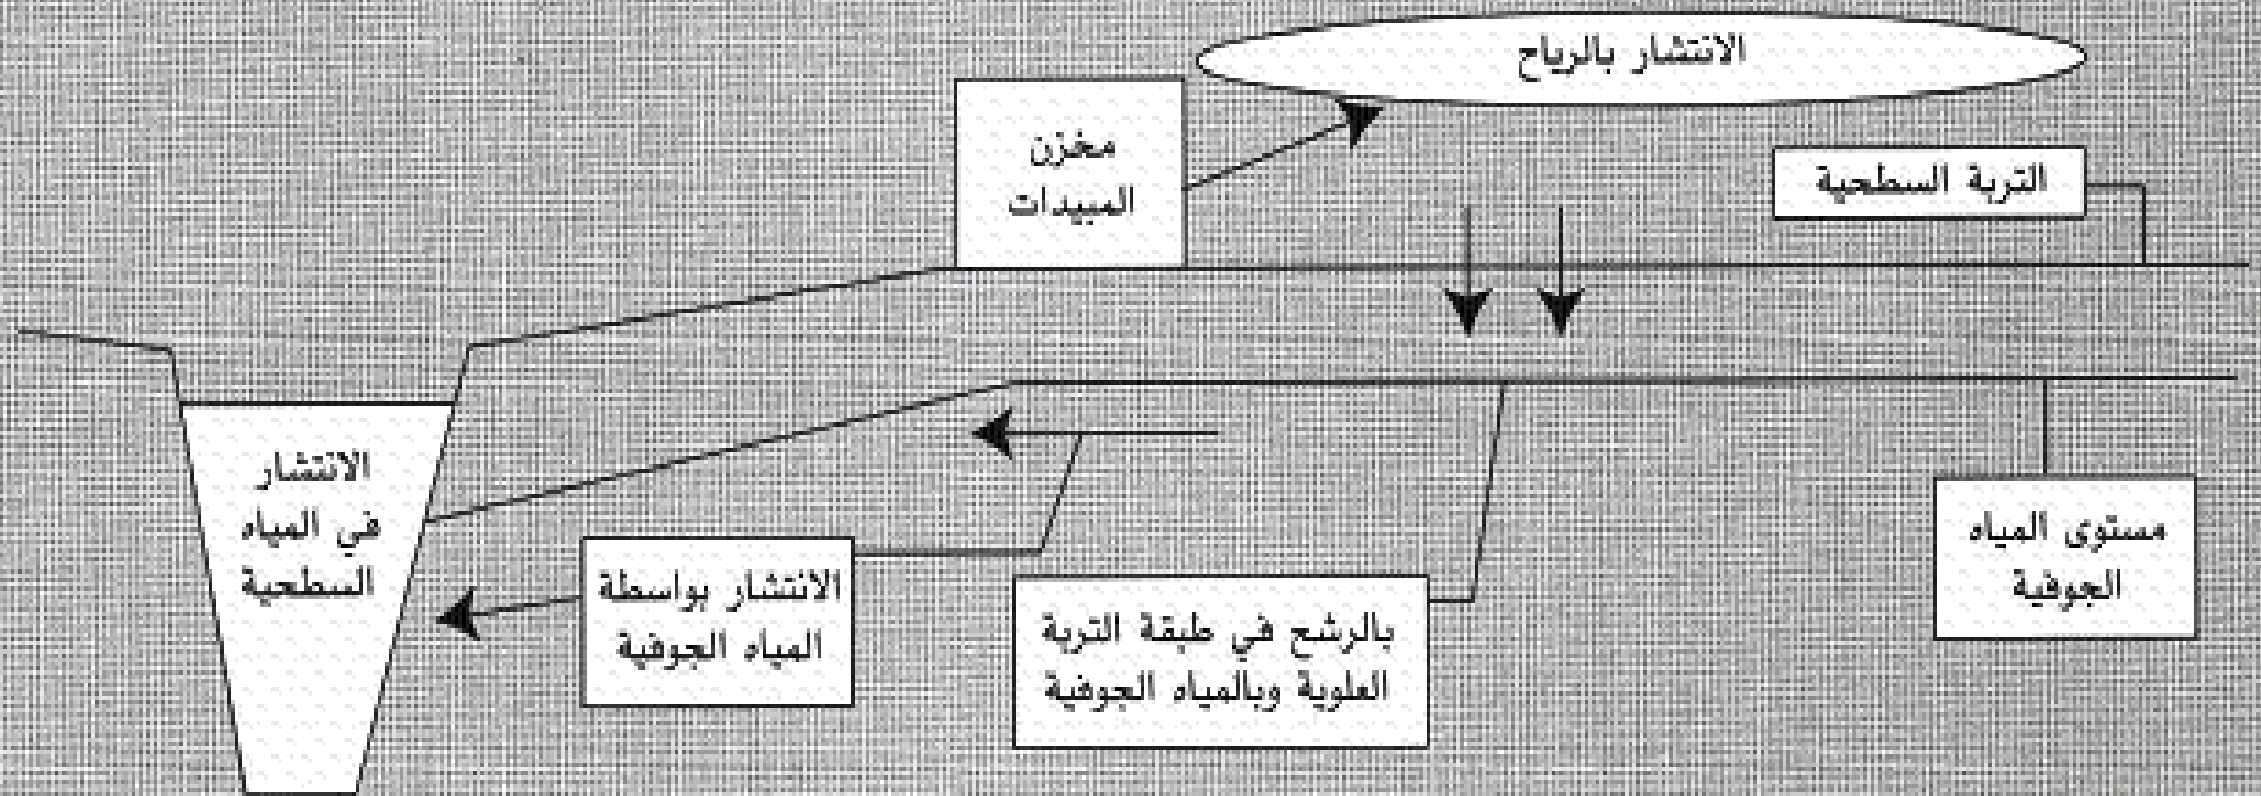 الانتشار بالرياح
مخزن
المبيدات
التربة السطحية
الانتشار
في المياه
السطحية
الانتشار بواسطة
المياه الجوفية
بالرشح في طبقة التربة
العلوية وبالمياه الجوفية
مستوى المياه
الجوفية